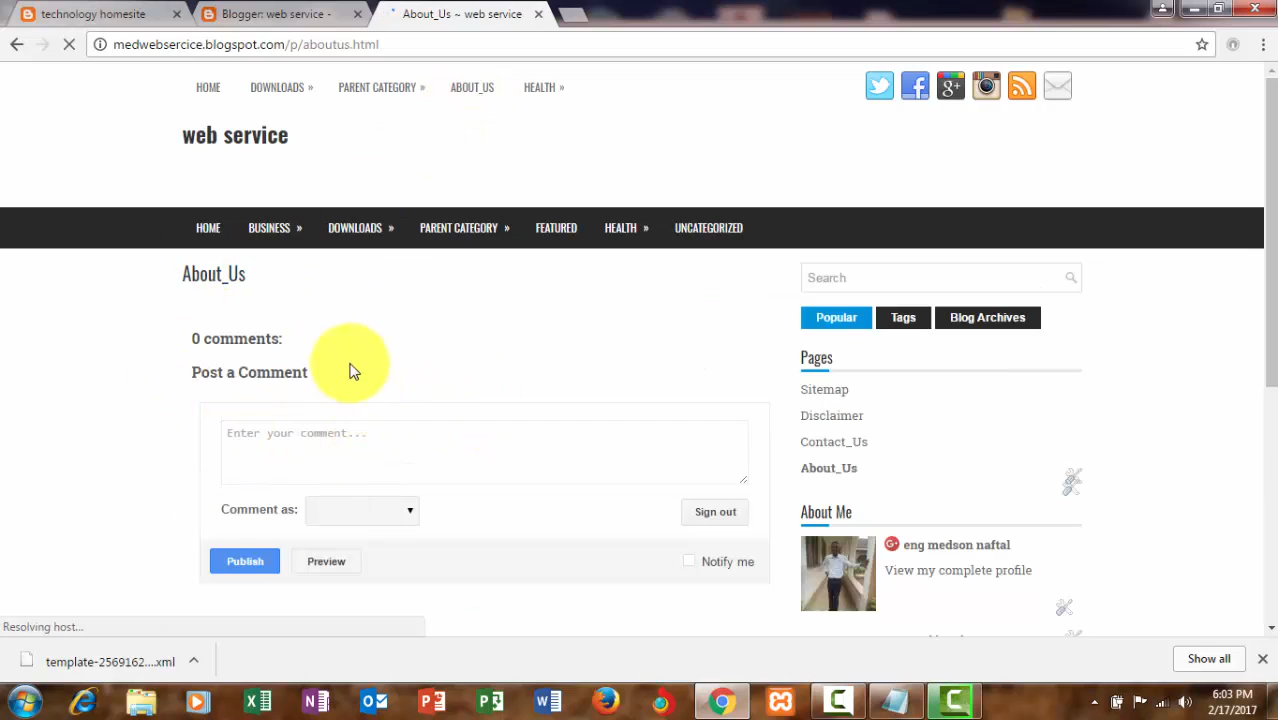 technology homesite
Blogger: web service -
About_Us ~ web service
medwebsercice.blogspot.com/p/aboutus.html
HOME DOWNLOADS » PARENT CATEGORY » ABOUT_US HEALTH »
web service
HOME BUSINESS » DOWNLOADS » PARENT CATEGORY » FEATURED HEALTH » UNCATEGORIZED
About_Us
0 comments:
Post a Comment
Enter your comment...
Comment as:
Sign out
Publish
Preview
Notify me
Search
Popular
Tags
Blog Archives
Pages
Sitemap
Disclaimer
Contact_Us
About_Us
About Me
eng medson naftal
View my complete profile
Resolving host...
template-2569162....xml
Show all
6:03 PM
2/17/2017